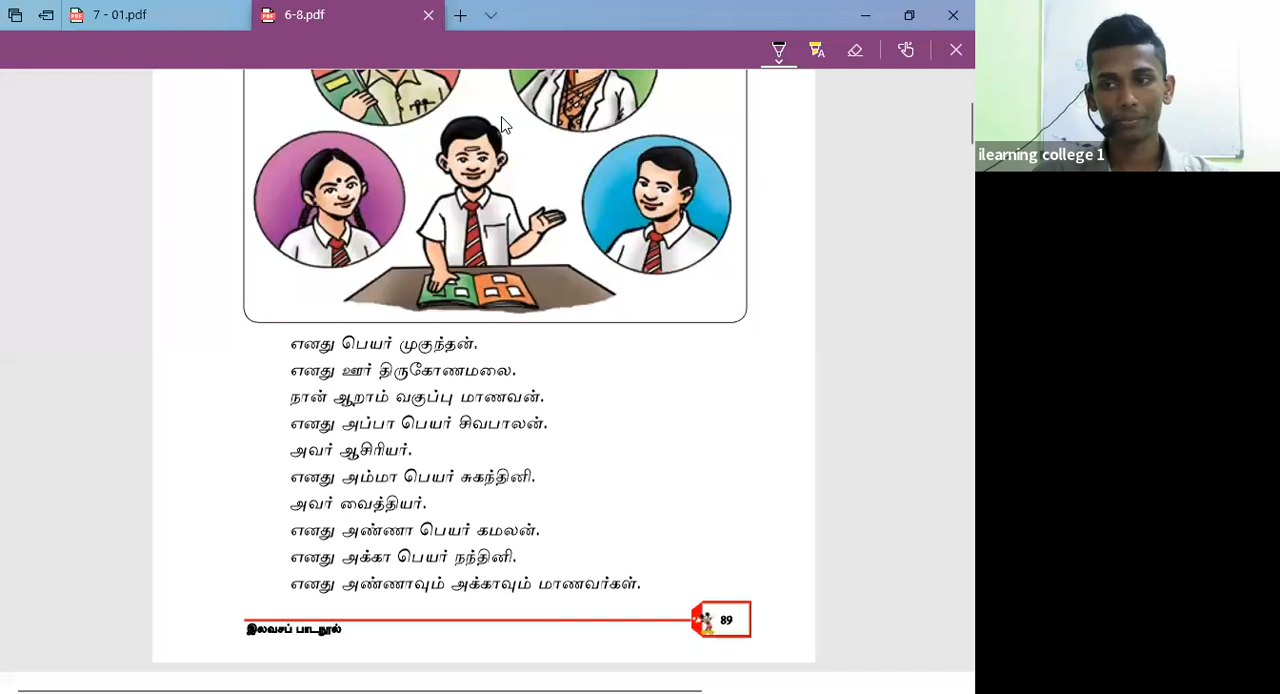 7 - 01.pdf
6-8.pdf
ilearning college 1
எனது பெயர் முகுந்தன்.
எனது ஊர் திருகோணமலை.
நான் ஆறாம் வகுப்பு மாணவன்.
எனது அப்பா பெயர் சிவபாலன்.
அவர் ஆசிரியர்.
எனது அம்மா பெயர் சுகந்தினி.
அவர் வைத்தியர்.
எனது அண்ணா பெயர் கமலன்.
எனது அக்கா பெயர் நந்தினி.
எனது அண்ணாவும் அக்காவும் மாணவர்கள்.
இலவசப் பாடநூல்
89